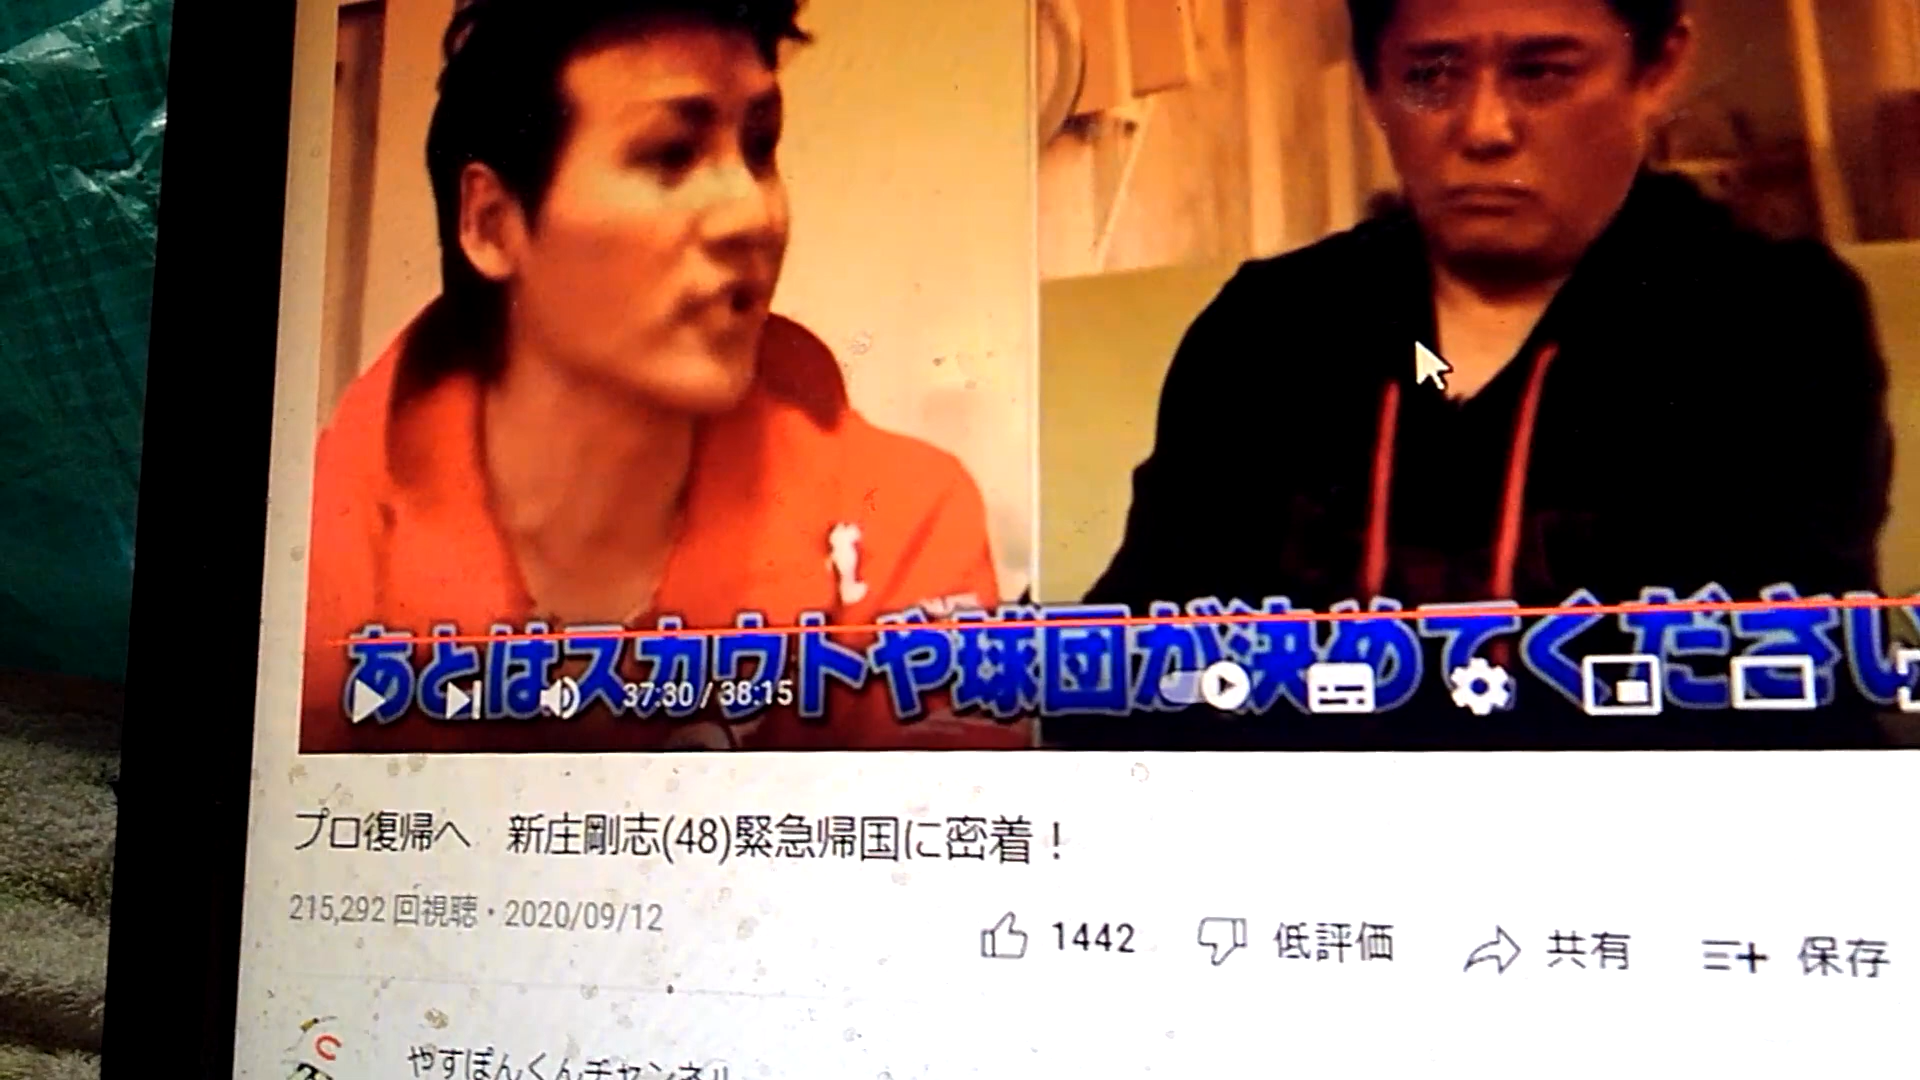 あとはスカウトや球団が決めてください
37:30 / 38:15
プロ復帰へ 新庄剛志(48)緊急帰国に密着！
215,292 回視聴・2020/09/12
1442 低評価 共有 保存
やすぽんくんチャンネル